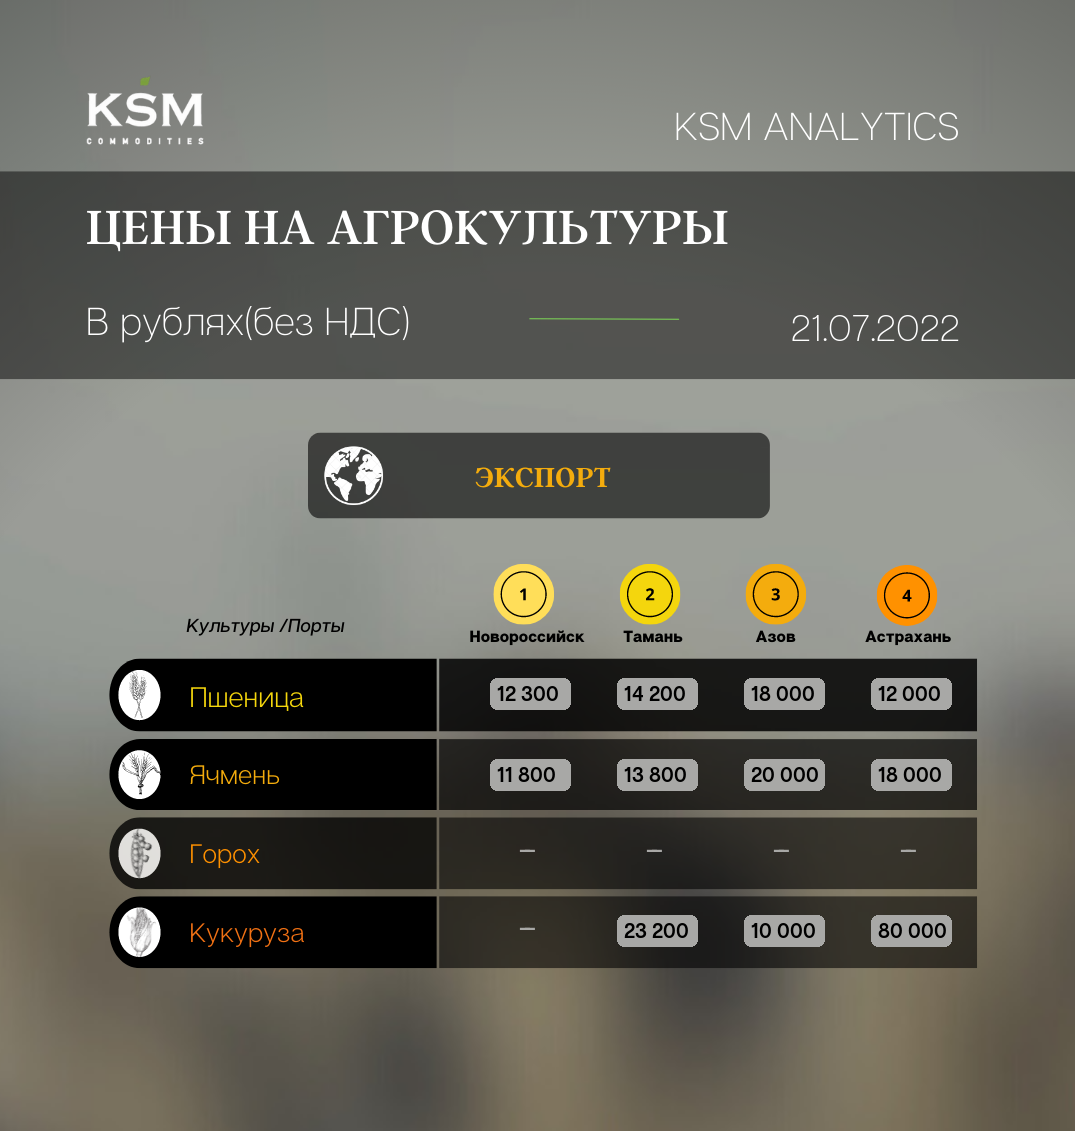 KSM
COMMODITIES
KSM ANALYTICS
ЦЕНЫ НА АГРОКУЛЬТУРЫ
В рублях(без НДС)
21.07.2022
ЭКСПОРТ
1 2 3 4
Культуры /Порты
Новороссийск Тамань Азов Астрахань
Пшеница 12 300 14 200 18 000 12 000
Ячмень 11 800 13 800 20 000 18 000
Горох – – – –
Кукуруза – 23 200 10 000 80 000